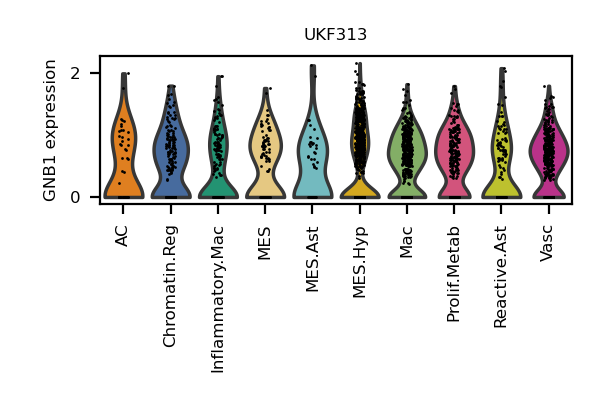 UKF313
GNB1 expression
2
0
AC
Chromatin.Reg
Inflammatory.Mac
MES
MES.Ast
MES.Hyp
Mac
Prolif.Metab
Reactive.Ast
Vasc